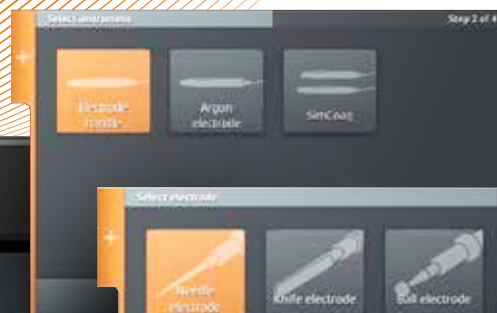 Select instrument
Step 2 of 4
Electrode
handle
Argon
electrode
SimCoag
Select electrode
Needle
electrode
Knife electrode
Ball electrode